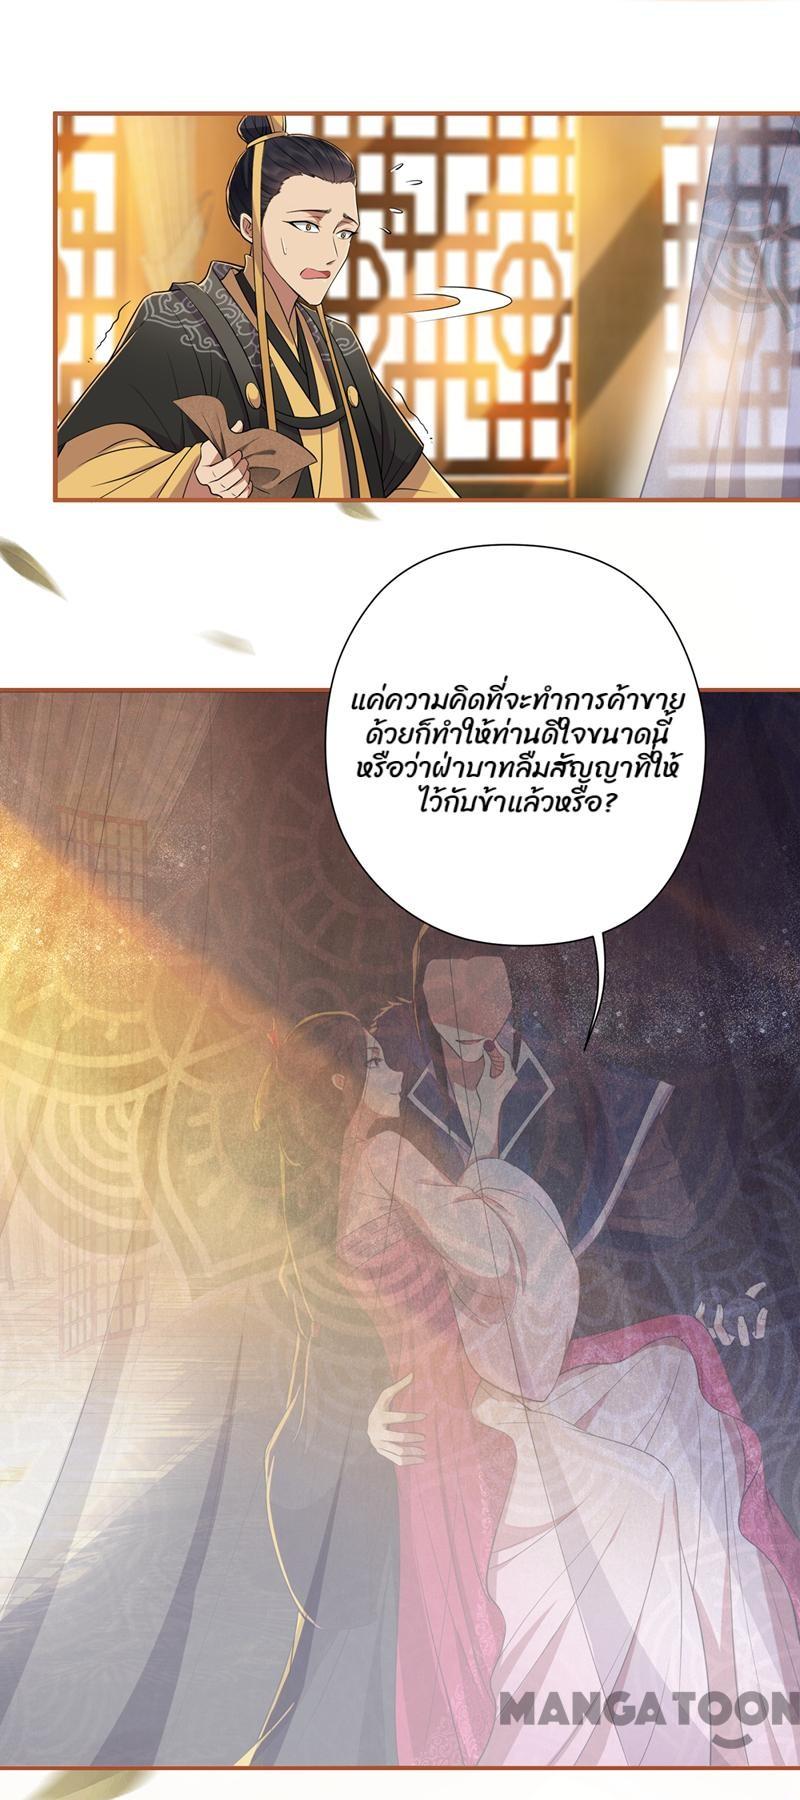 แค่ความคิดที่จะทำการค้าขาย
ด้วยก็ทำให้ท่านดีใจขนาดนี้
หรือว่าฝ่าบาทลืมสัญญาที่ให้
ไว้กับข้าแล้วหรือ?
MANGATOON